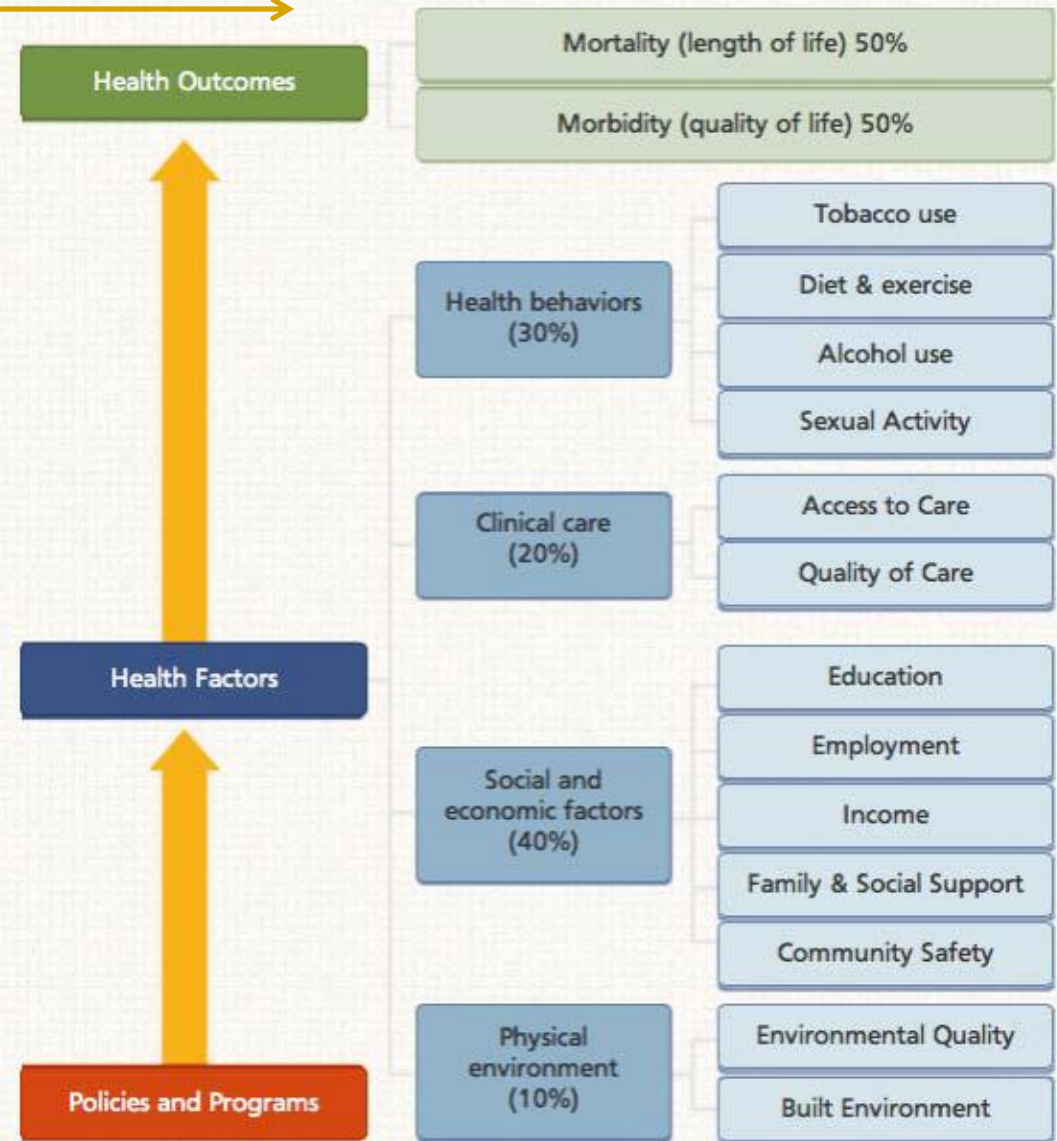 Health Outcomes
Mortality (length of life) 50%
Morbidity (quality of life) 50%
Health Factors
Health behaviors
(30%)
Tobacco use
Diet & exercise
Alcohol use
Sexual Activity
Clinical care
(20%)
Access to Care
Quality of Care
Social and
economic factors
(40%)
Education
Employment
Income
Family & Social Support
Community Safety
Physical
environment
(10%)
Environmental Quality
Built Environment
Policies and Programs